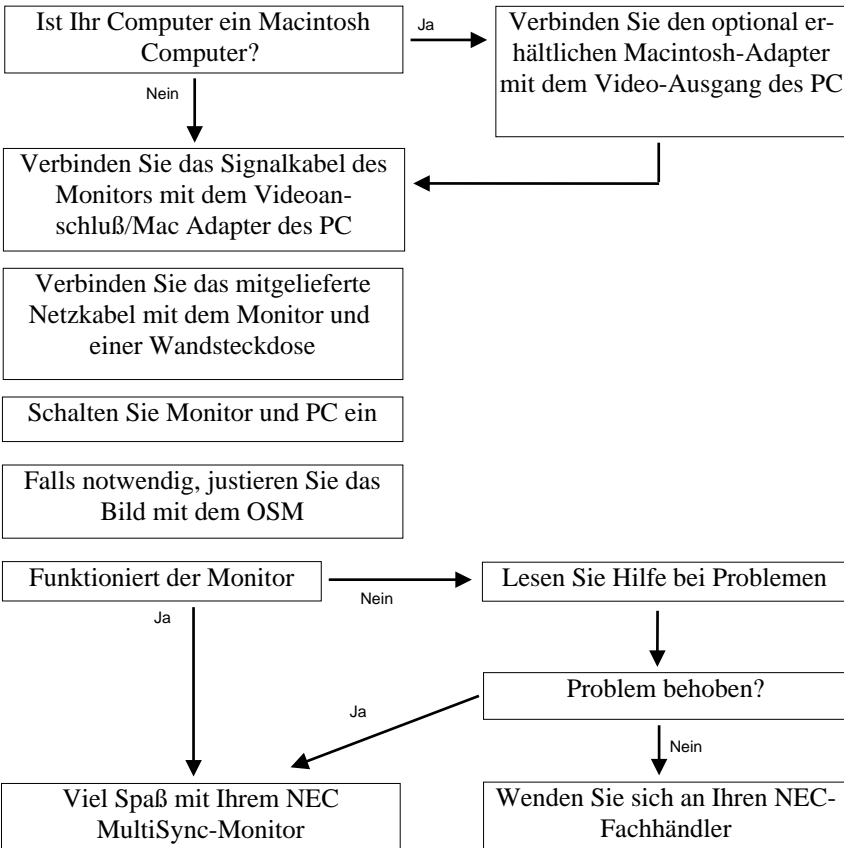 Ist Ihr Computer ein Macintosh
Computer?
Ja
Verbinden Sie den optional er-
hältlichen Macintosh-Adapter
mit dem Video-Ausgang des PC
Nein
Verbinden Sie das Signalkabel des
Monitors mit dem Videoan-
schluß/Mac Adapter des PC
Verbinden Sie das mitgelieferte
Netzkabel mit dem Monitor und
einer Wandsteckdose
Schalten Sie Monitor und PC ein
Falls notwendig, justieren Sie das
Bild mit dem OSM
Funktioniert der Monitor
Nein
Lesen Sie Hilfe bei Problemen
Ja
Problem behoben?
Ja
Nein
Viel Spaß mit Ihrem NEC
MultiSync-Monitor
Wenden Sie sich an Ihren NEC-
Fachhändler